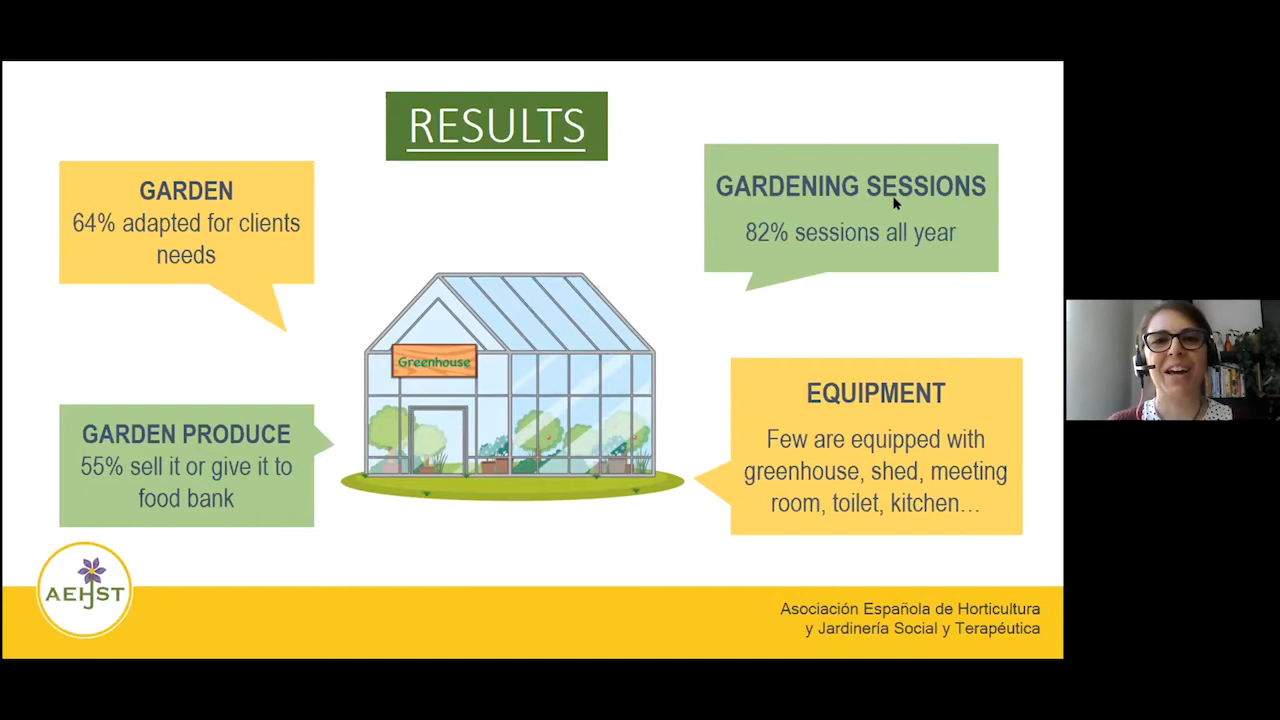 RESULTS
GARDEN
64% adapted for clients
needs
GARDENING SESSIONS
82% sessions all year
Greenhouse
GARDEN PRODUCE
55% sell it or give it to
food bank
EQUIPMENT
Few are equipped with
greenhouse, shed, meeting
room, toilet, kitchen…
AEHJST
Asociación Española de Horticultura
y Jardinería Social y Terapéutica